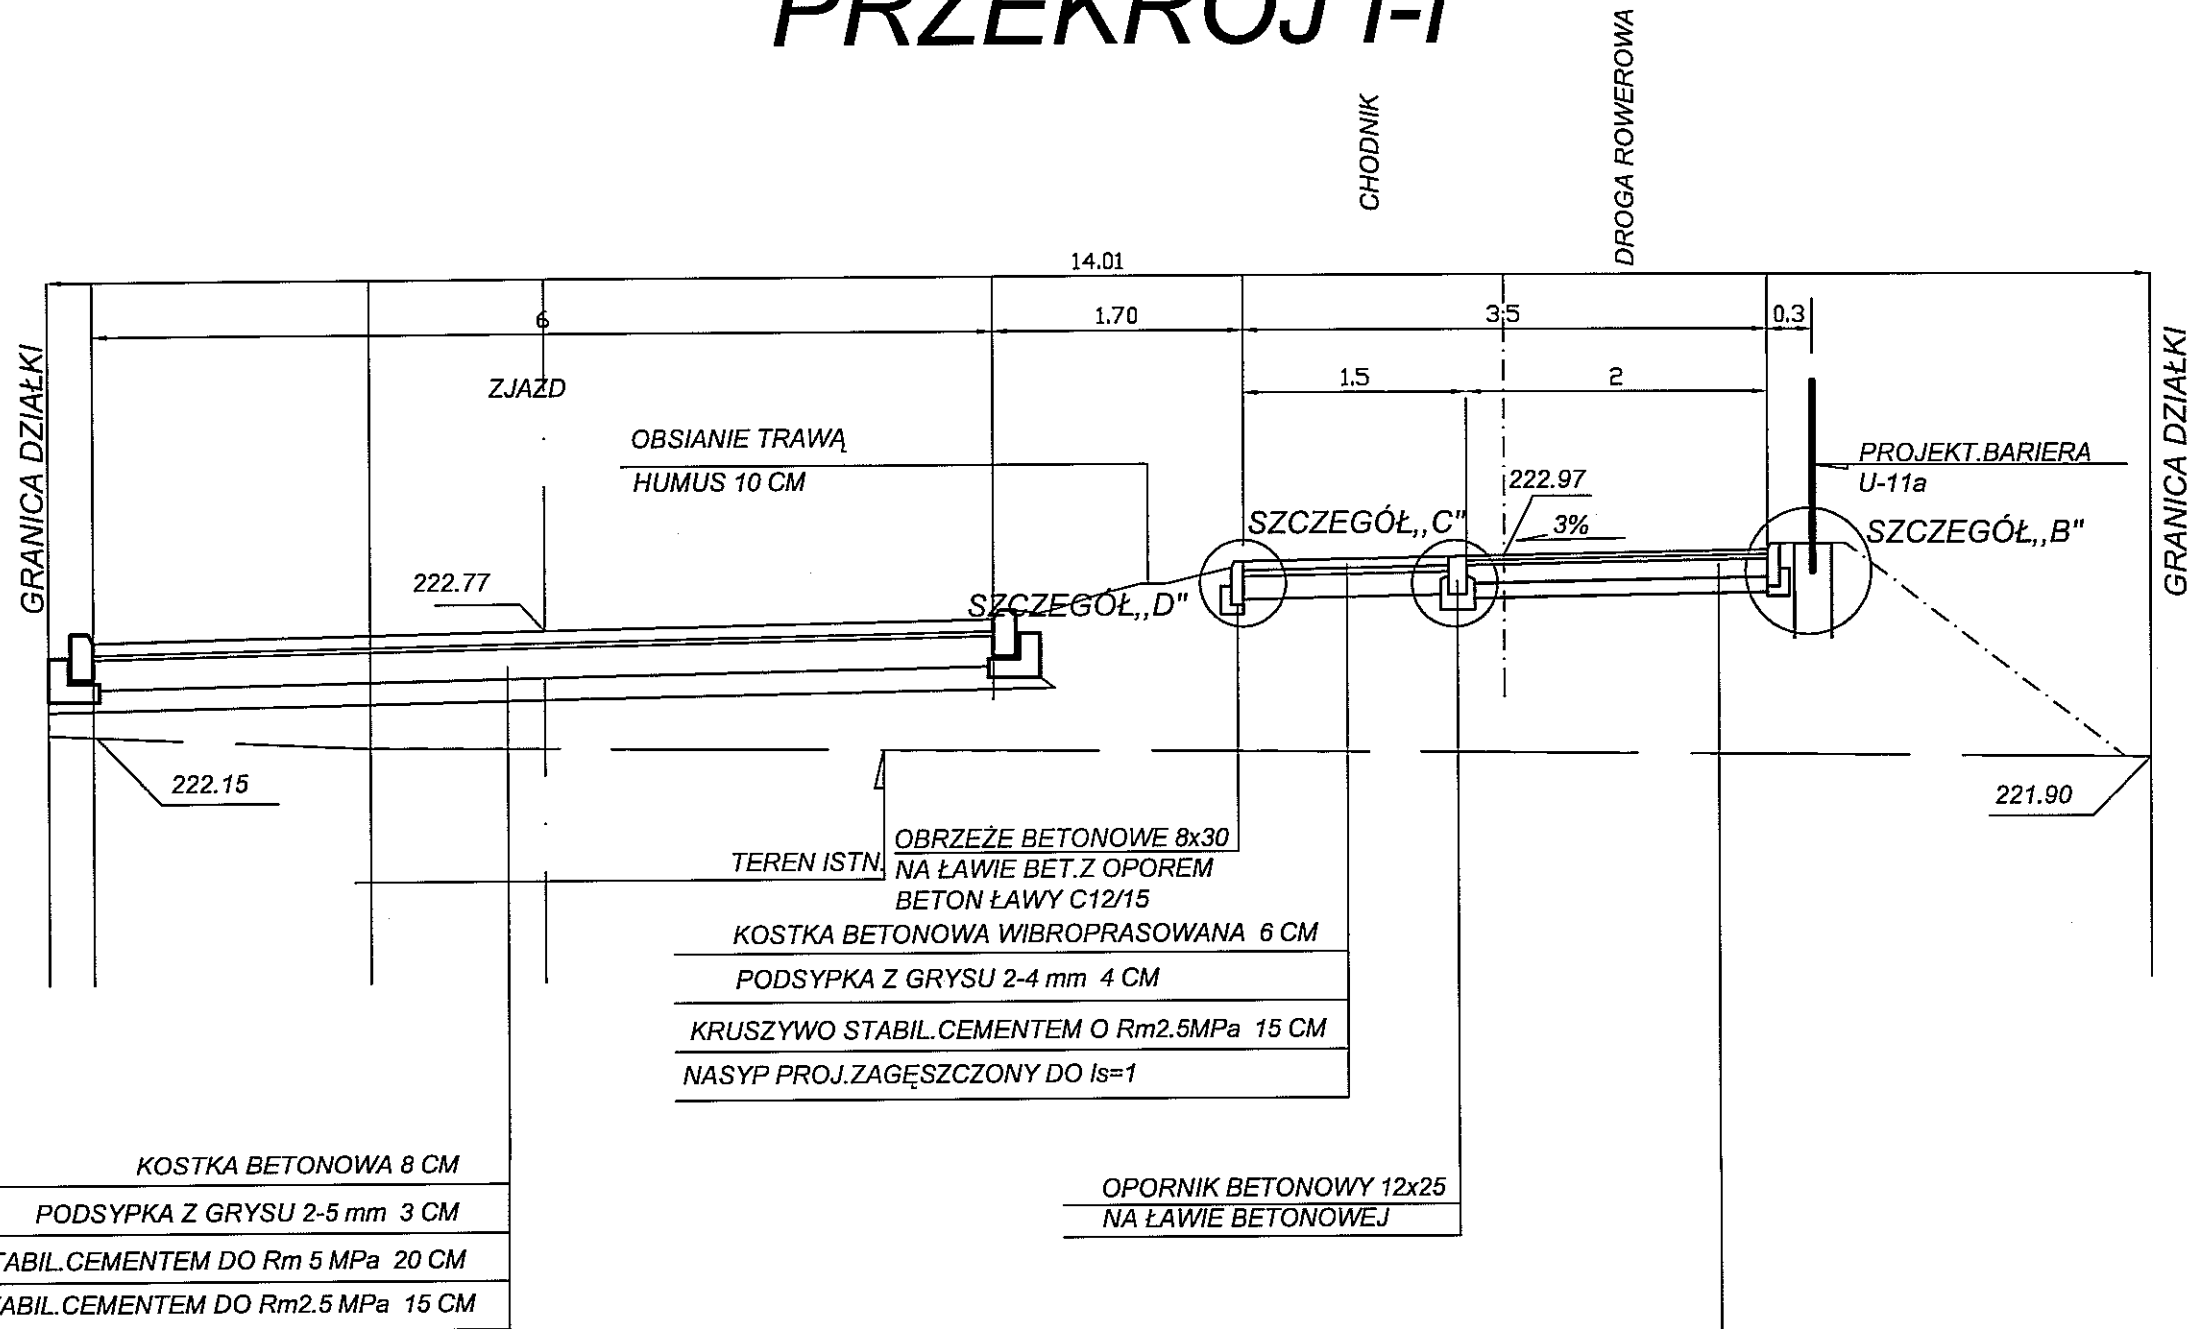 PRZEKRÓJ I-I
CHODNIK
DROGA ROWEROWA
14.01
6
1.70
3.5
0.3
1.5
2
GRANICA DZIAŁKI
GRANICA DZIAŁKI
ZJAZD
OBSIANIE TRAWĄ
HUMUS 10 CM
PROJEKT.BARIERA
U-11a
222.97
3%
SZCZEGÓŁ,,C"
SZCZEGÓŁ,,B"
222.77
SZCZEGÓŁ,,D"
222.15
221.90
TEREN ISTN.
OBRZEŻE BETONOWE 8x30
NA ŁAWIE BET.Z OPOREM
BETON ŁAWY C12/15
KOSTKA BETONOWA WIBROPRASOWANA 6 CM
PODSYPKA Z GRYSU 2-4 mm 4 CM
KRUSZYWO STABIL.CEMENTEM O Rm2.5MPa 15 CM
NASYP PROJ.ZAGĘSZCZONY DO Is=1
KOSTKA BETONOWA 8 CM
PODSYPKA Z GRYSU 2-5 mm 3 CM
TABIL.CEMENTEM DO Rm 5 MPa 20 CM
TABIL.CEMENTEM DO Rm2.5 MPa 15 CM
OPORNIK BETONOWY 12x25
NA ŁAWIE BETONOWEJ